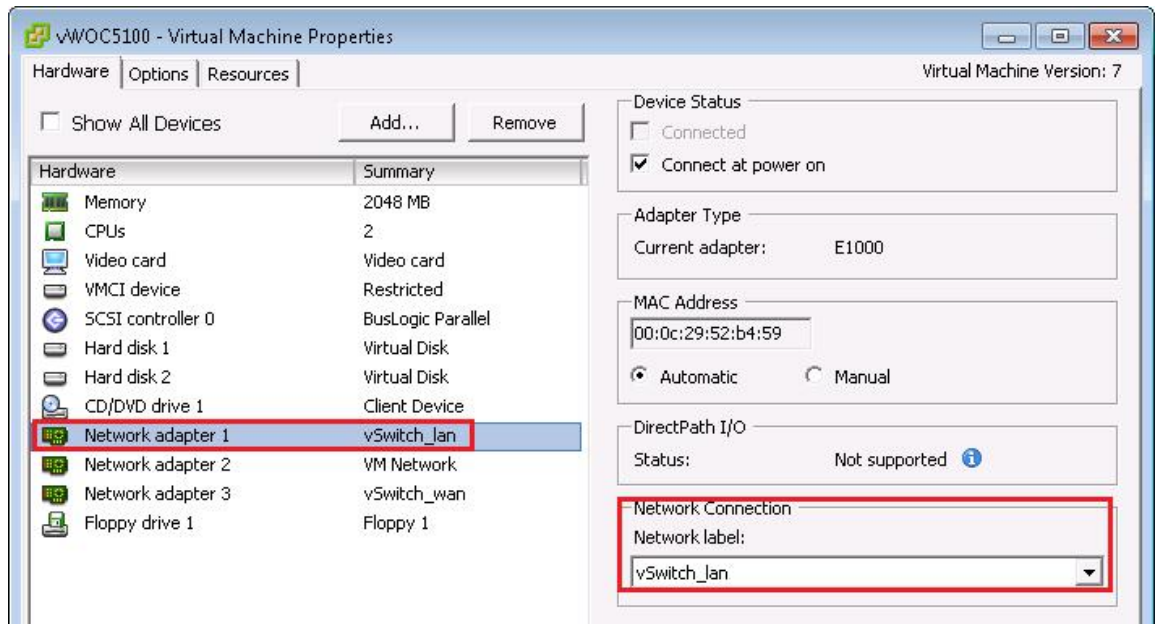 vWOC5100 - Virtual Machine Properties
Hardware Options Resources
Virtual Machine Version: 7
Show All Devices
Add...
Remove
Hardware Summary
Memory 2048 MB
CPUs 2
Video card Video card
VMCI device Restricted
SCSI controller 0 BusLogic Parallel
Hard disk 1 Virtual Disk
Hard disk 2 Virtual Disk
CD/DVD drive 1 Client Device
Network adapter 1 vSwitch_lan
Network adapter 2 VM Network
Network adapter 3 vSwitch_wan
Floppy drive 1 Floppy 1
Device Status
Connected
Connect at power on
Adapter Type
Current adapter: E1000
MAC Address
00:0c:29:52:b4:59
Automatic Manual
DirectPath I/O
Status: Not supported
Network Connection
Network label:
vSwitch_lan